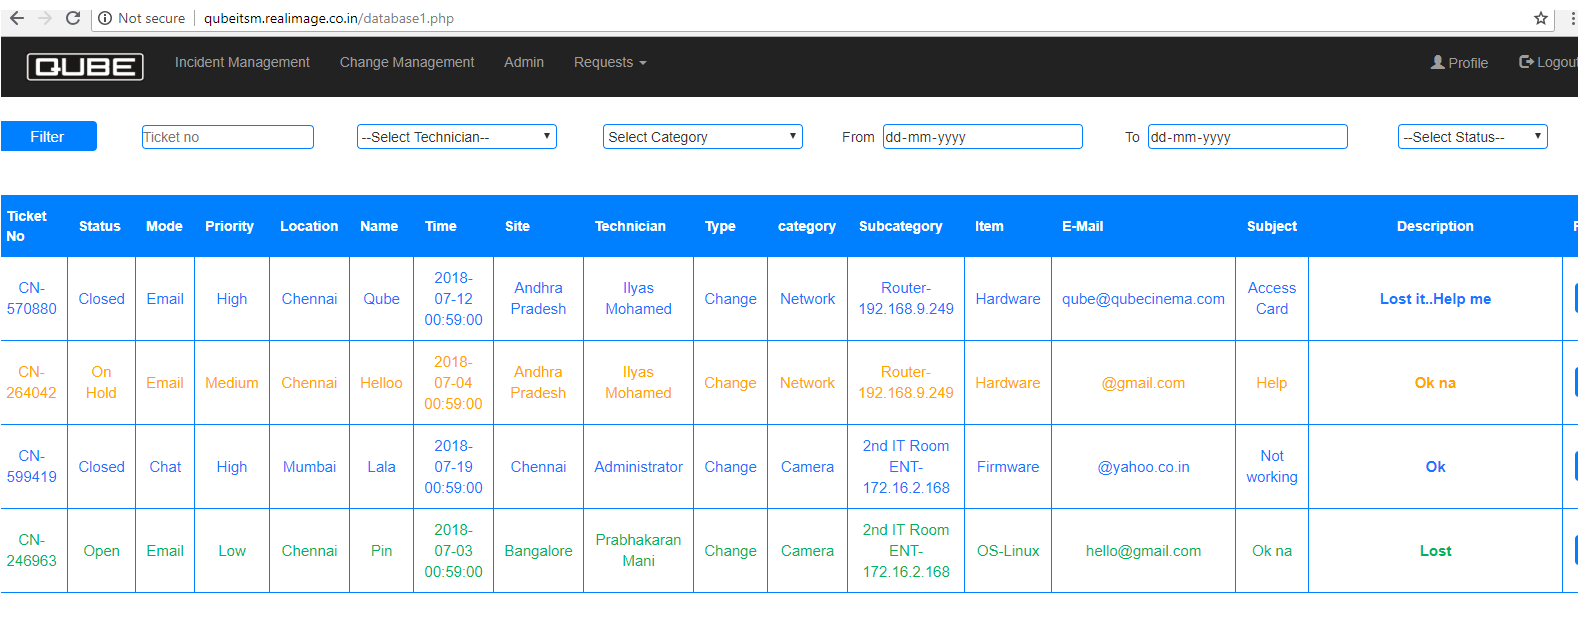 Not secure | qubeitsm.realimage.co.in/database1.php
QUBE Incident Management Change Management Admin Requests Profile Logout
Filter Ticket no --Select Technician-- Select Category From dd-mm-yyyy To dd-mm-yyyy --Select Status--
Ticket No Status Mode Priority Location Name Time Site Technician Type category Subcategory Item E-Mail Subject Description
CN-570880 Closed Email High Chennai Qube 2018-07-12 00:59:00 Andhra Pradesh Ilyas Mohamed Change Network Router-192.168.9.249 Hardware qube@qubecinema.com Access Card Lost it..Help me
CN-264042 On Hold Email Medium Chennai Helloo 2018-07-04 00:59:00 Andhra Pradesh Ilyas Mohamed Change Network Router-192.168.9.249 Hardware @gmail.com Help Ok na
CN-599419 Closed Chat High Mumbai Lala 2018-07-19 00:59:00 Chennai Administrator Change Camera 2nd IT Room ENT-172.16.2.168 Firmware @yahoo.co.in Not working Ok
CN-246963 Open Email Low Chennai Pin 2018-07-03 00:59:00 Bangalore Prabhakaran Mani Change Camera 2nd IT Room ENT-172.16.2.168 OS-Linux hello@gmail.com Ok na Lost